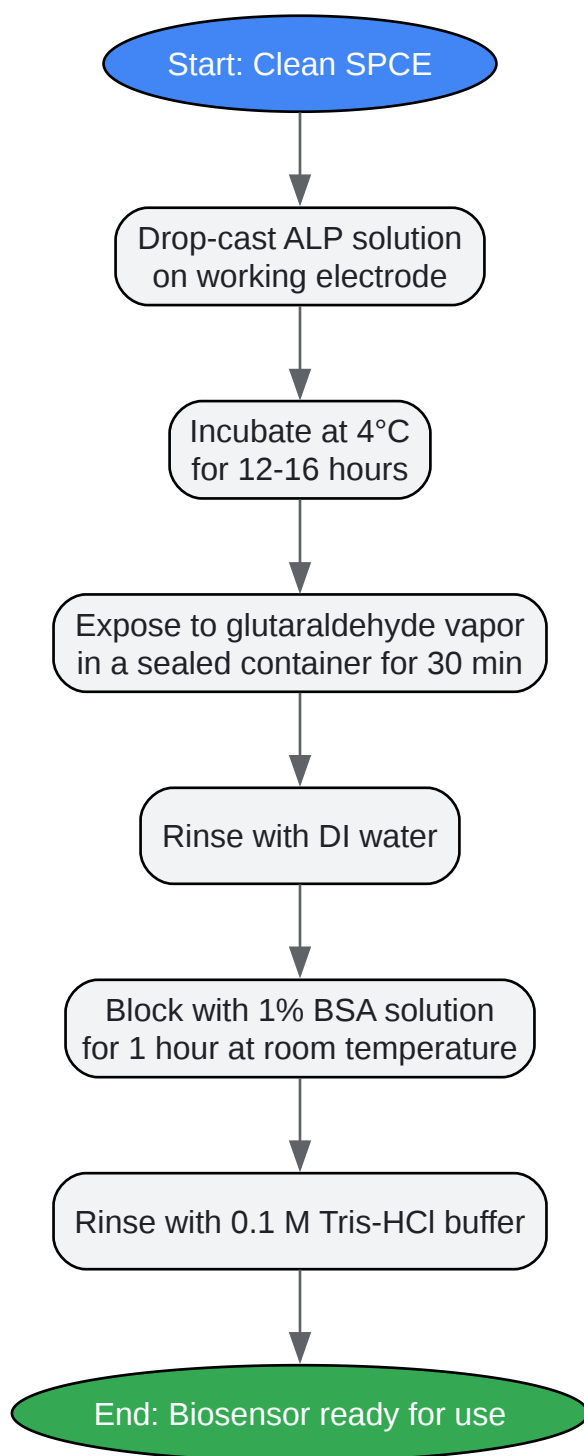 Start: Clean SPCE
Drop-cast ALP solution
on working electrode
Incubate at 4°C
for 12-16 hours
Expose to glutaraldehyde vapor
in a sealed container for 30 min
Rinse with DI water
Block with 1% BSA solution
for 1 hour at room temperature
Rinse with 0.1 M Tris-HCl buffer
End: Biosensor ready for use